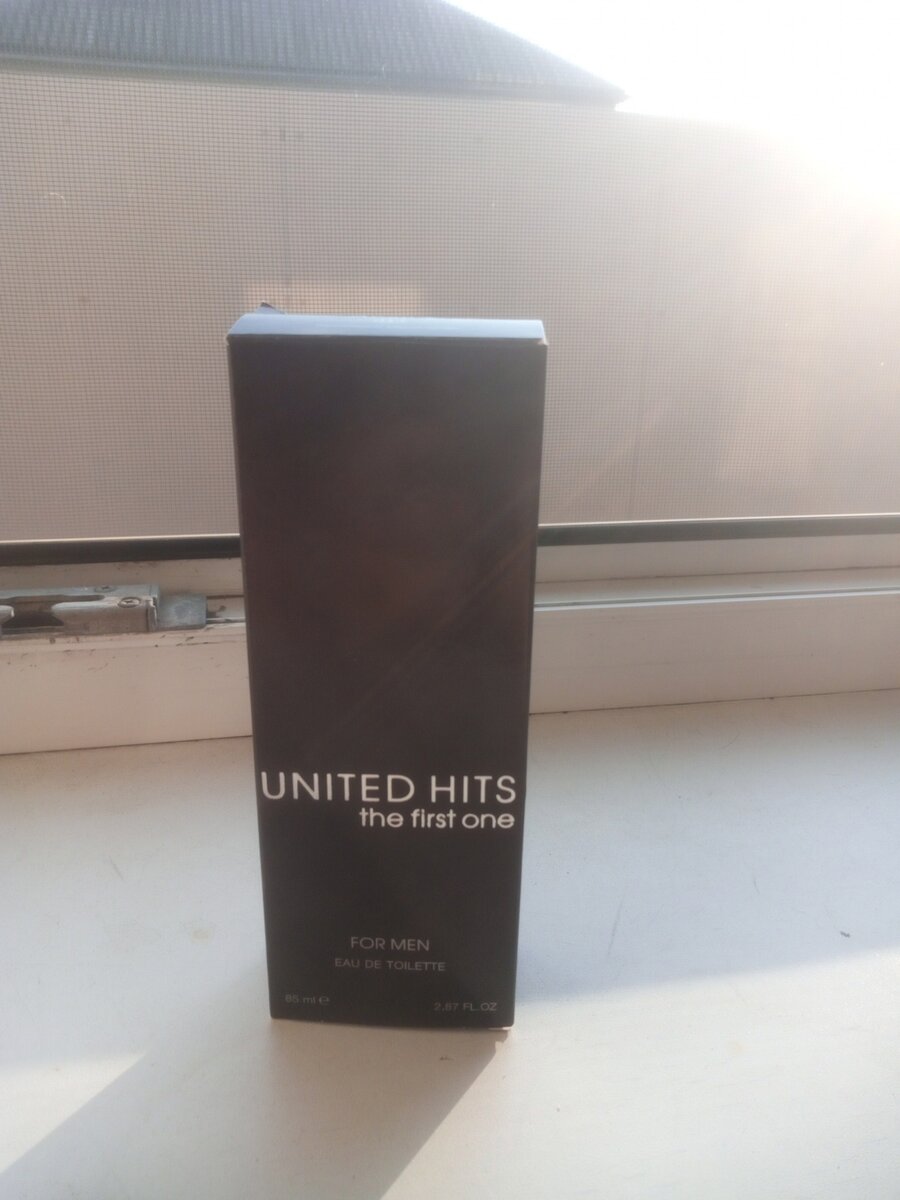 UNITED HITS
the first one
FOR MEN
EAU DE TOILETTE
85 ml ℮
2,87 FL.OZ